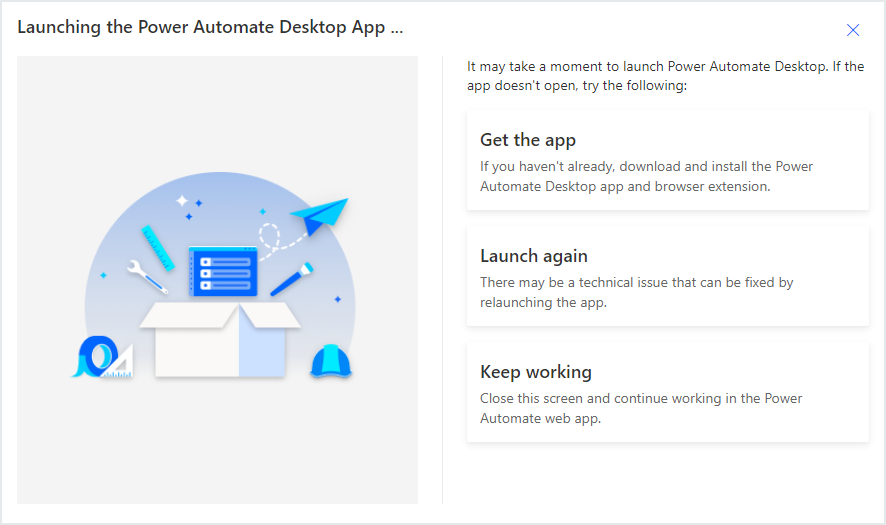 Launching the Power Automate Desktop App ...
It may take a moment to launch Power Automate Desktop. If the
app doesn't open, try the following:
Get the app
If you haven't already, download and install the Power
Automate Desktop app and browser extension.
Launch again
There may be a technical issue that can be fixed by
relaunching the app.
Keep working
Close this screen and continue working in the Power
Automate web app.